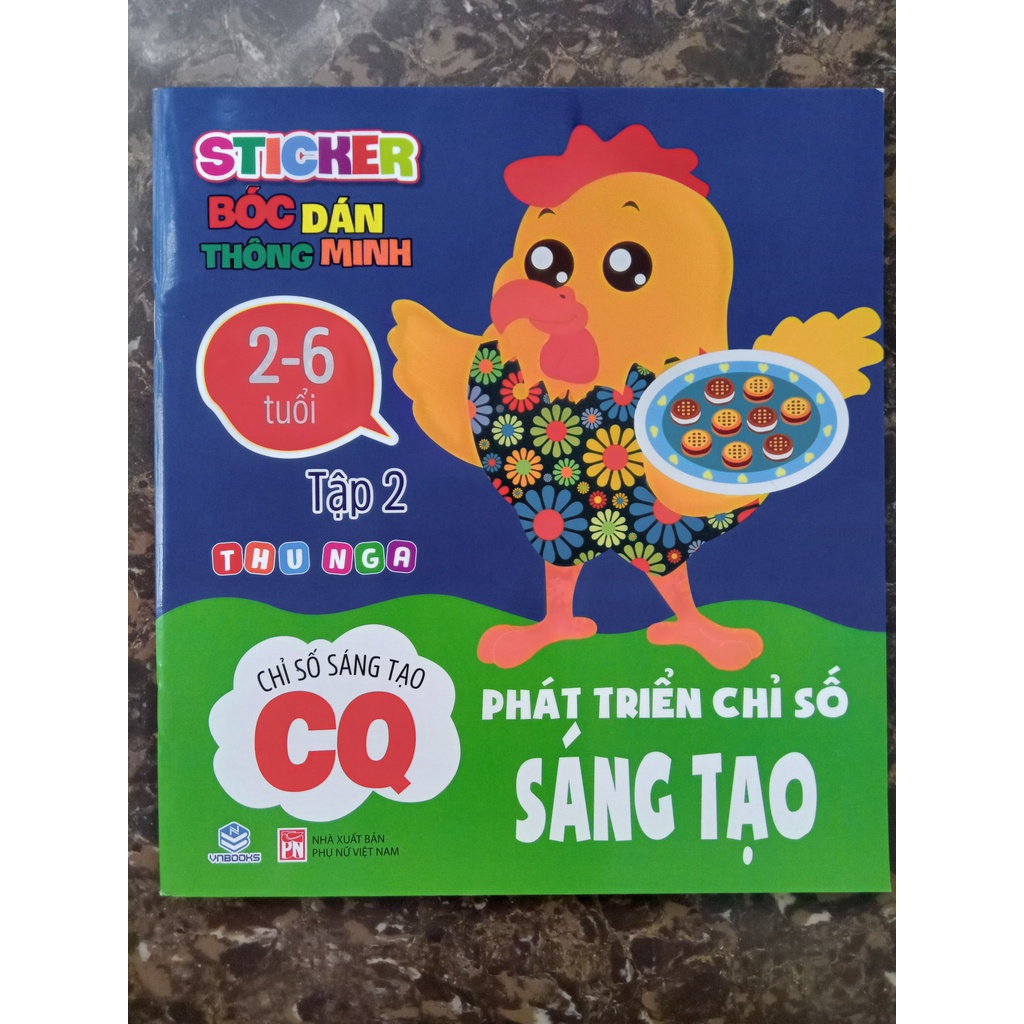 STICKER
BÓC DÁN
THÔNG MINH
2-6
tuổi
Tập 2
THU NGA
CHỈ SỐ SÁNG TẠO
CQ
PHÁT TRIỂN CHỈ SỐ
SÁNG TẠO
VNBOOKS
PN
NHÀ XUẤT BẢN
PHỤ NỮ VIỆT NAM